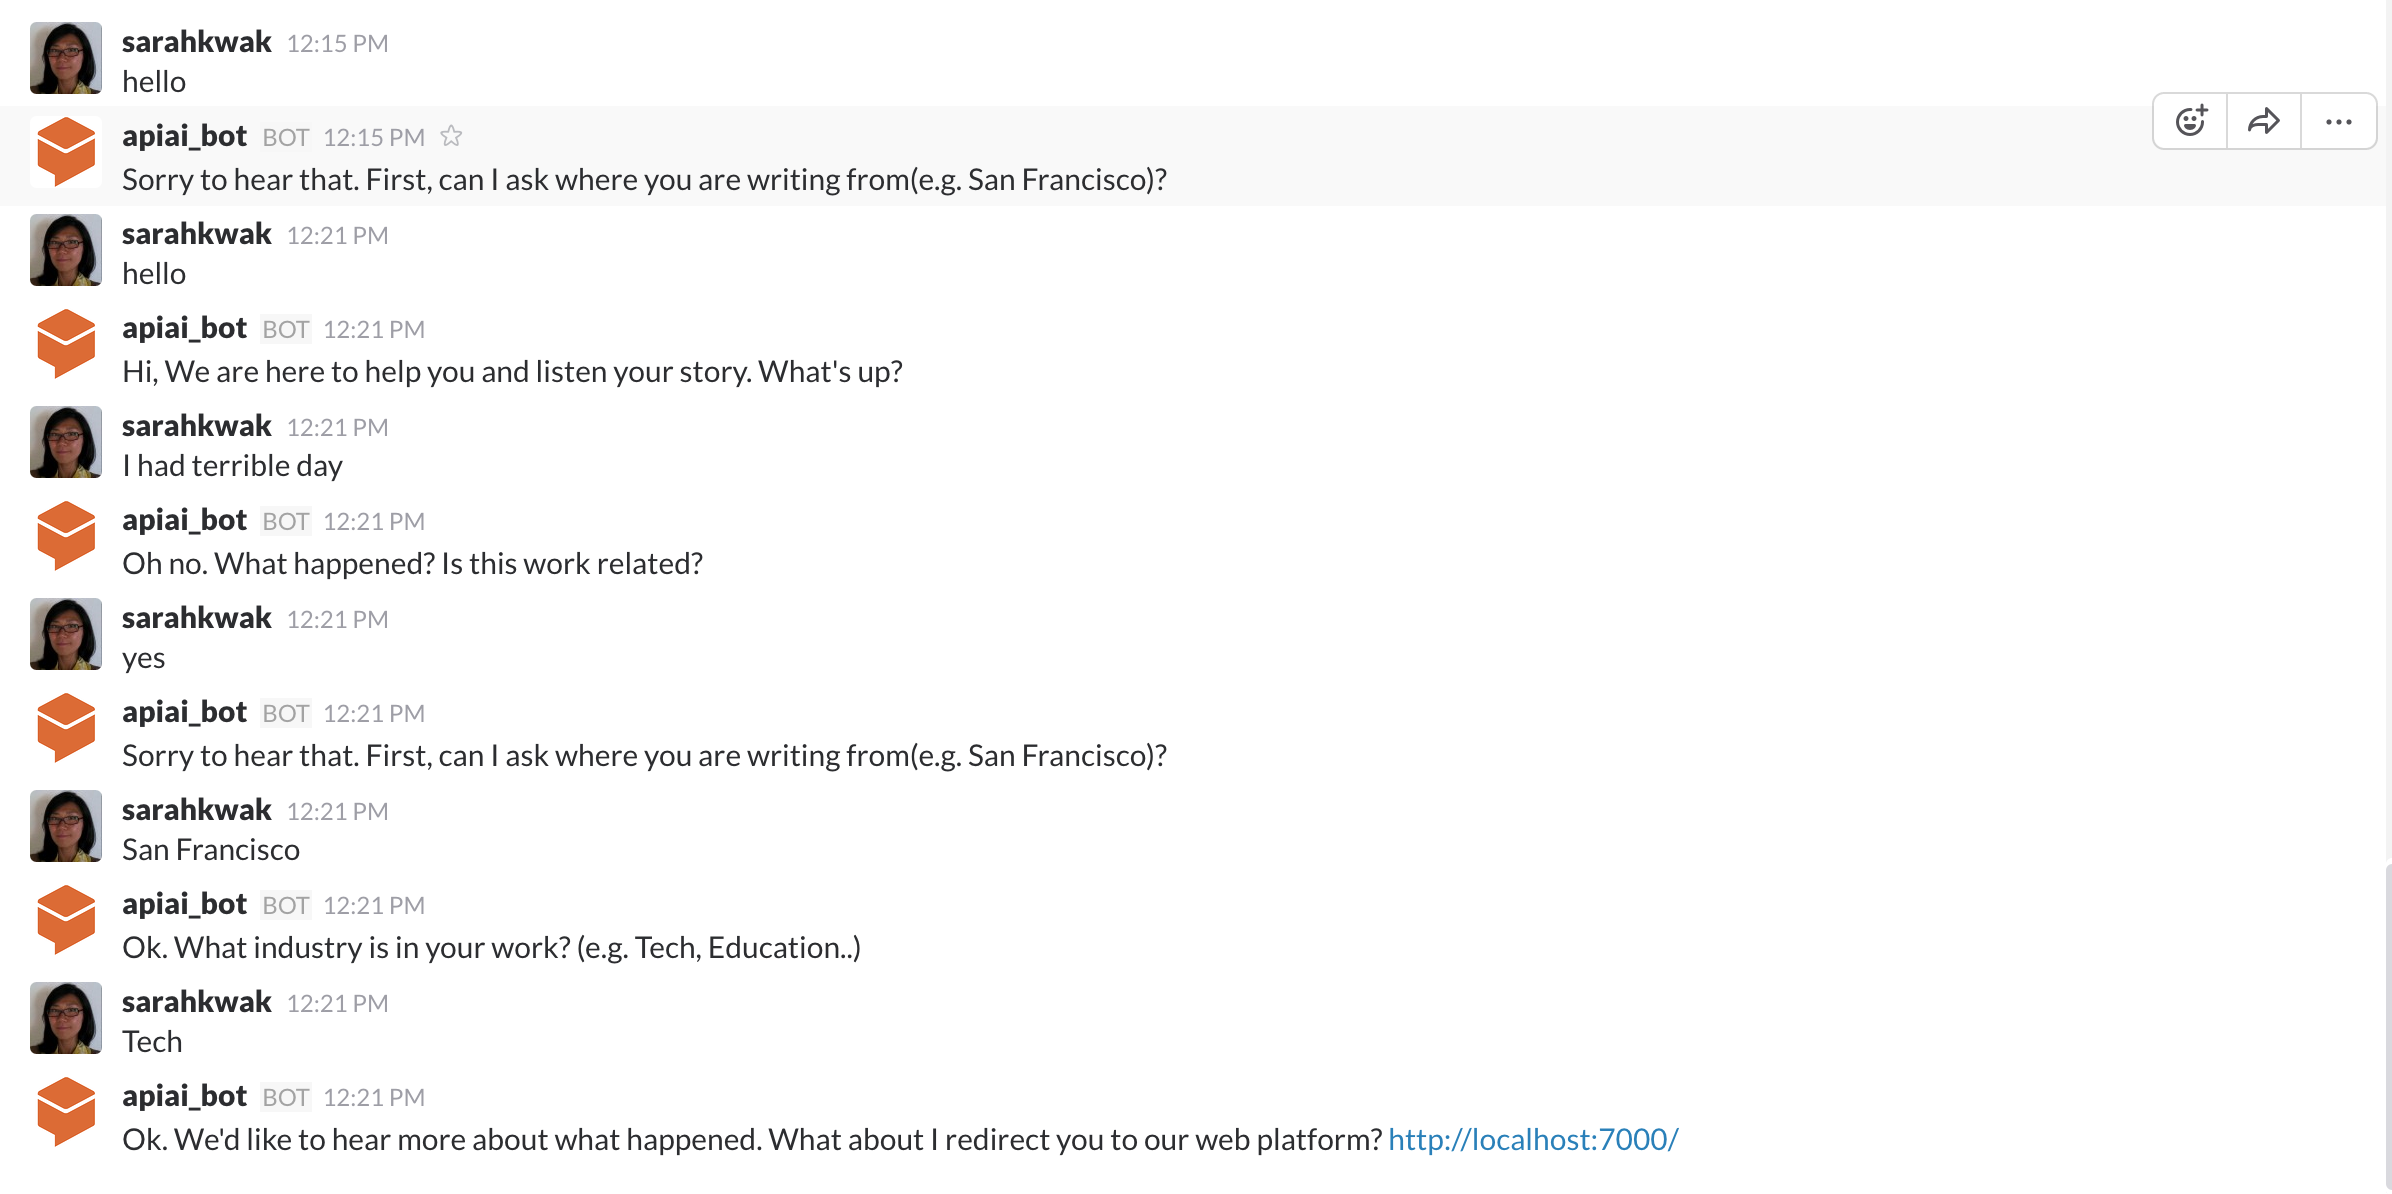 sarahkwak 12:15 PM
hello
apiai_bot BOT 12:15 PM
Sorry to hear that. First, can I ask where you are writing from(e.g. San Francisco)?
sarahkwak 12:21 PM
hello
apiai_bot BOT 12:21 PM
Hi, We are here to help you and listen your story. What's up?
sarahkwak 12:21 PM
I had terrible day
apiai_bot BOT 12:21 PM
Oh no. What happened? Is this work related?
sarahkwak 12:21 PM
yes
apiai_bot BOT 12:21 PM
Sorry to hear that. First, can I ask where you are writing from(e.g. San Francisco)?
sarahkwak 12:21 PM
San Francisco
apiai_bot BOT 12:21 PM
Ok. What industry is in your work? (e.g. Tech, Education..)
sarahkwak 12:21 PM
Tech
apiai_bot BOT 12:21 PM
Ok. We'd like to hear more about what happened. What about I redirect you to our web platform? http://localhost:7000/